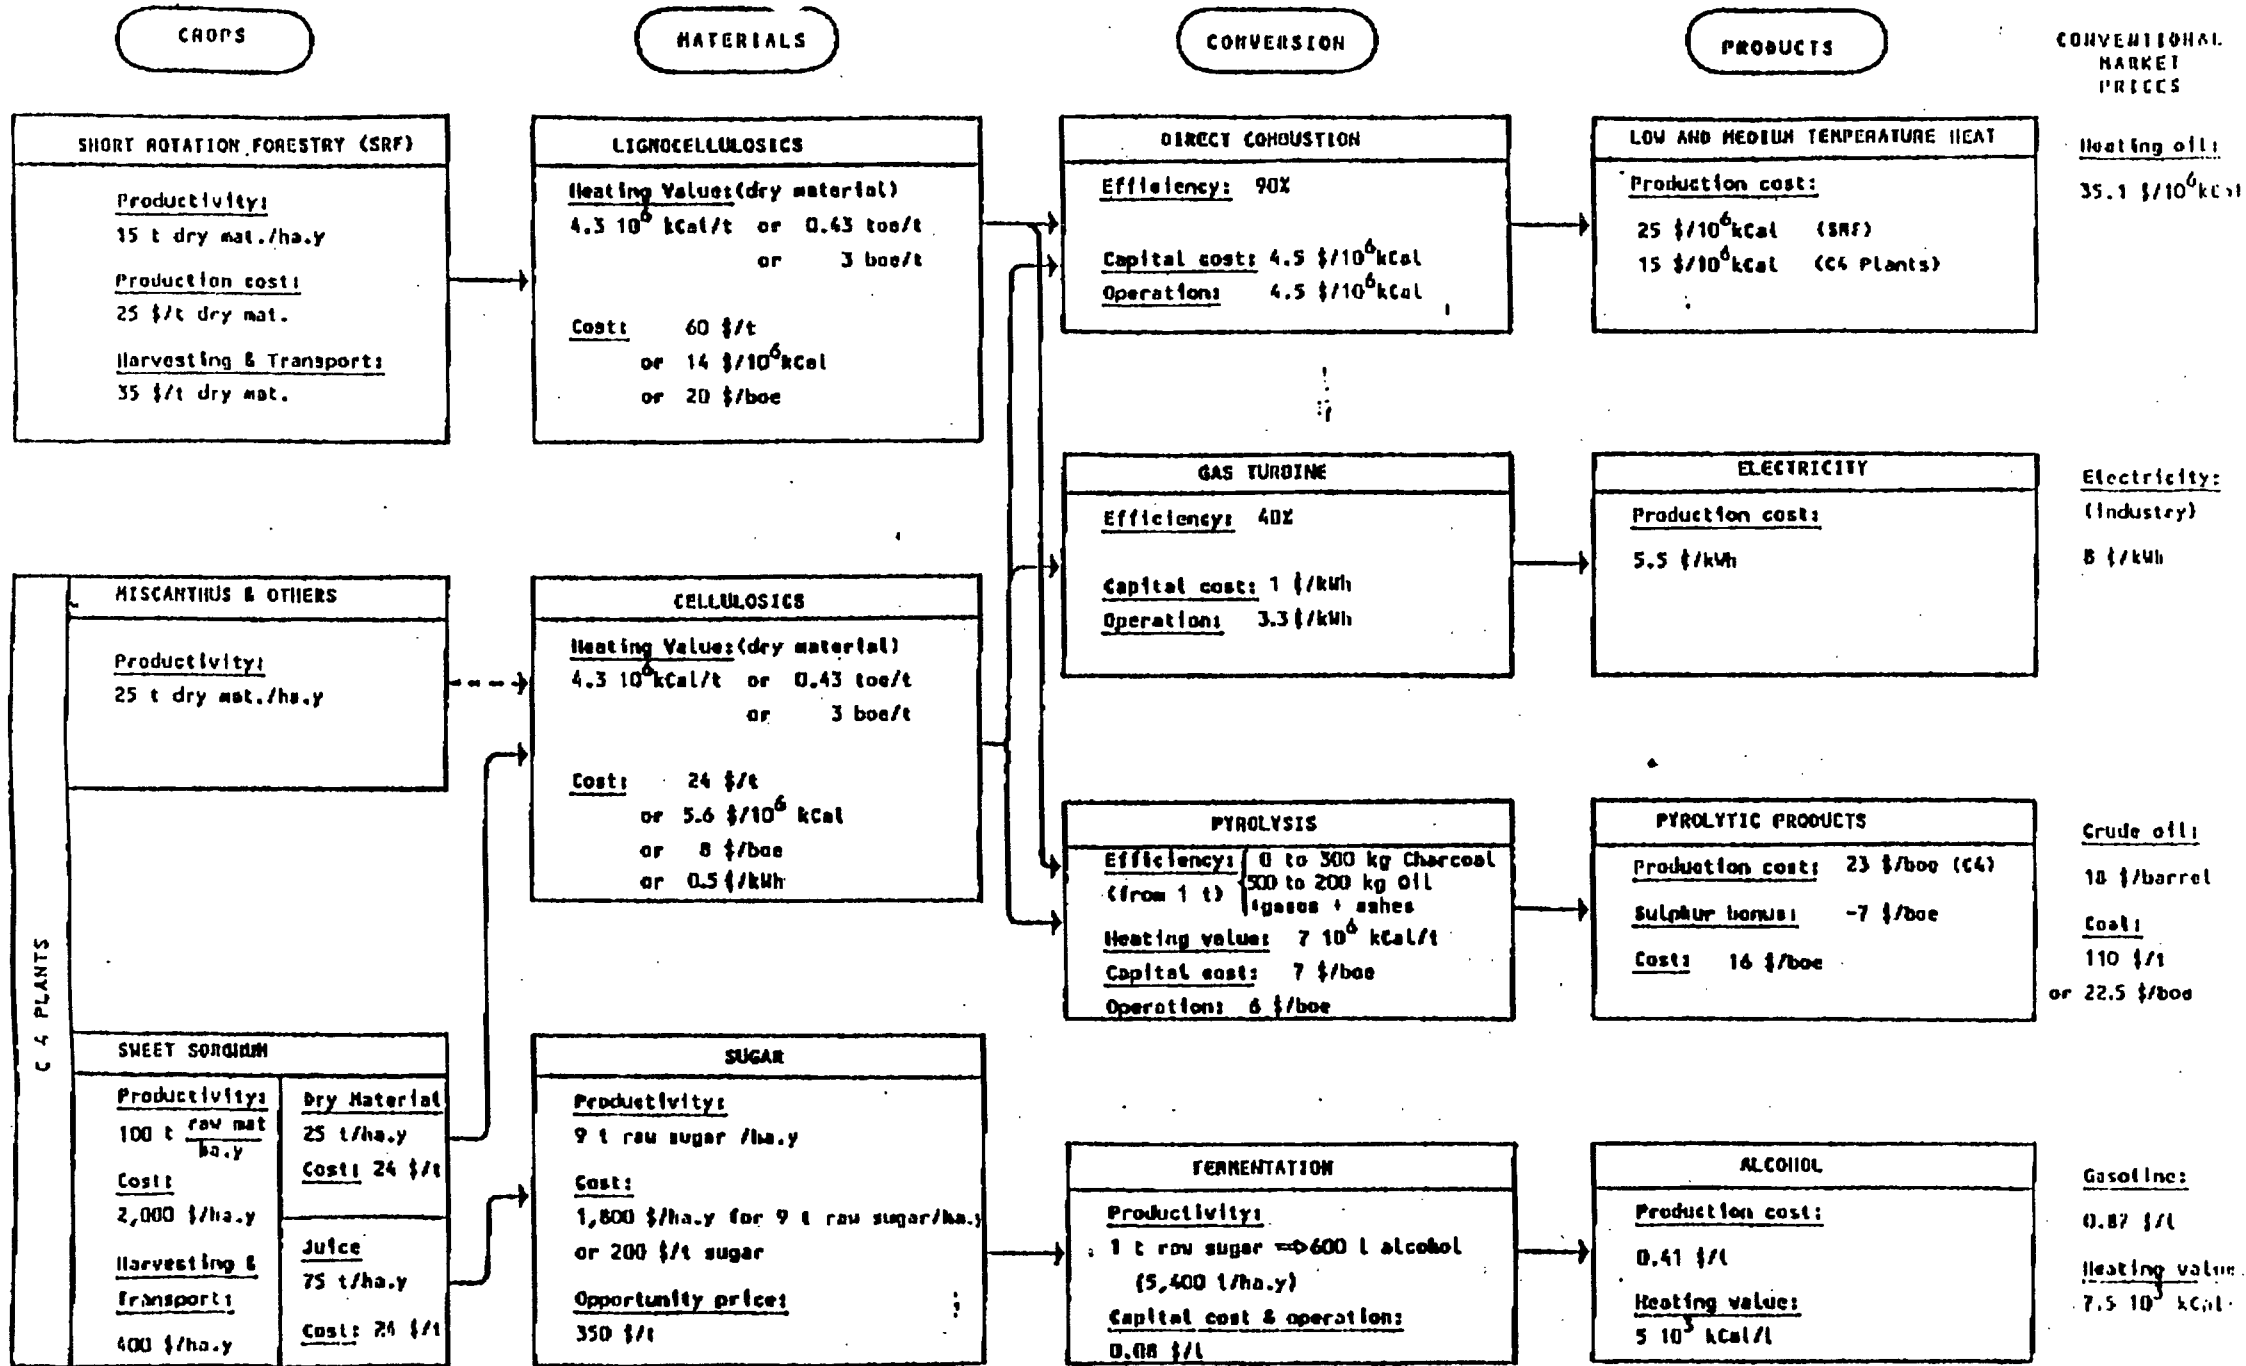 CROPS
MATERIALS
CONVERSION
PRODUCTS
CONVENTIONAL
MARKET
PRICES
SHORT ROTATION FORESTRY (SRF)
Productivity:
15 t dry mat./ha.y
Production cost:
25 $/t dry mat.
Harvesting & Transport:
35 $/t dry mat.
LIGNOCELLULOSICS
Heating Value:(dry material)
4.3 10⁶ kCal/t or 0.43 toe/t
or 3 boe/t
Cost: 60 $/t
or 14 $/10⁶kCal
or 20 $/boe
DIRECT COMBUSTION
Efficiency: 90%
Capital cost: 4.5 $/10⁶kCal
Operation: 4.5 $/10⁶kCal
LOW AND MEDIUM TEMPERATURE HEAT
Production cost:
25 $/10⁶kCal (SRF)
15 $/10⁶kCal (C4 Plants)
Heating oil:
35.1 $/10⁶kCal
GAS TURBINE
Efficiency: 40%
Capital cost: 1 ¢/kWh
Operation: 3.3 ¢/kWh
ELECTRICITY
Production cost:
5.5 ¢/kWh
Electricity:
(industry)
8 ¢/kWh
C 4 PLANTS
MISCANTHUS & OTHERS
Productivity:
25 t dry mat./ha.y
CELLULOSICS
Heating Value:(dry material)
4.3 10⁶kCal/t or 0.43 toe/t
or 3 boe/t
Cost: 24 $/t
or 5.6 $/10⁶ kCal
or 8 $/boe
or 0.5 ¢/kWh
PYROLYSIS
Efficiency: 0 to 300 kg Charcoal
(from 1 t) 500 to 200 kg Oil
+gases + ashes
Heating value: 7 10⁶ kCal/t
Capital cost: 7 $/boe
Operation: 6 $/boe
PYROLYTIC PRODUCTS
Production cost: 23 $/boe (C4)
Sulphur bonus: -7 $/boe
Cost: 16 $/boe
Crude oil:
18 $/barrel
Coal:
110 $/t
or 22.5 $/boe
SWEET SORGHUM
Productivity:
100 t raw mat
ha.y
Cost:
2,000 $/ha.y
Harvesting &
Transport:
400 $/ha.y
Dry Material
25 t/ha.y
Cost: 24 $/t
Juice
75 t/ha.y
Cost: 24 $/t
SUGAR
Productivity:
9 t raw sugar /ha.y
Cost:
1,800 $/ha.y for 9 t raw sugar/ha.y
or 200 $/t sugar
Opportunity price:
350 $/t
FERMENTATION
Productivity:
1 t raw sugar =>600 l alcohol
(5,400 l/ha.y)
Capital cost & operation:
0.08 $/l
ALCOHOL
Production cost:
0.41 $/l
Heating value:
5 10³ kCal/l
Gasoline:
0.87 $/l
Heating value
7.5 10³ kCal